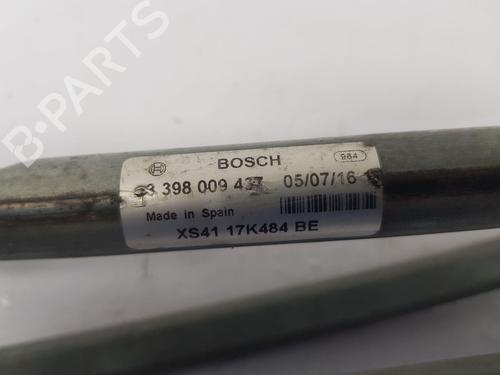 B-PARTS
BOSCH
984
3 398 009 437 05/07/16
Made in Spain
XS41 17K484 BE